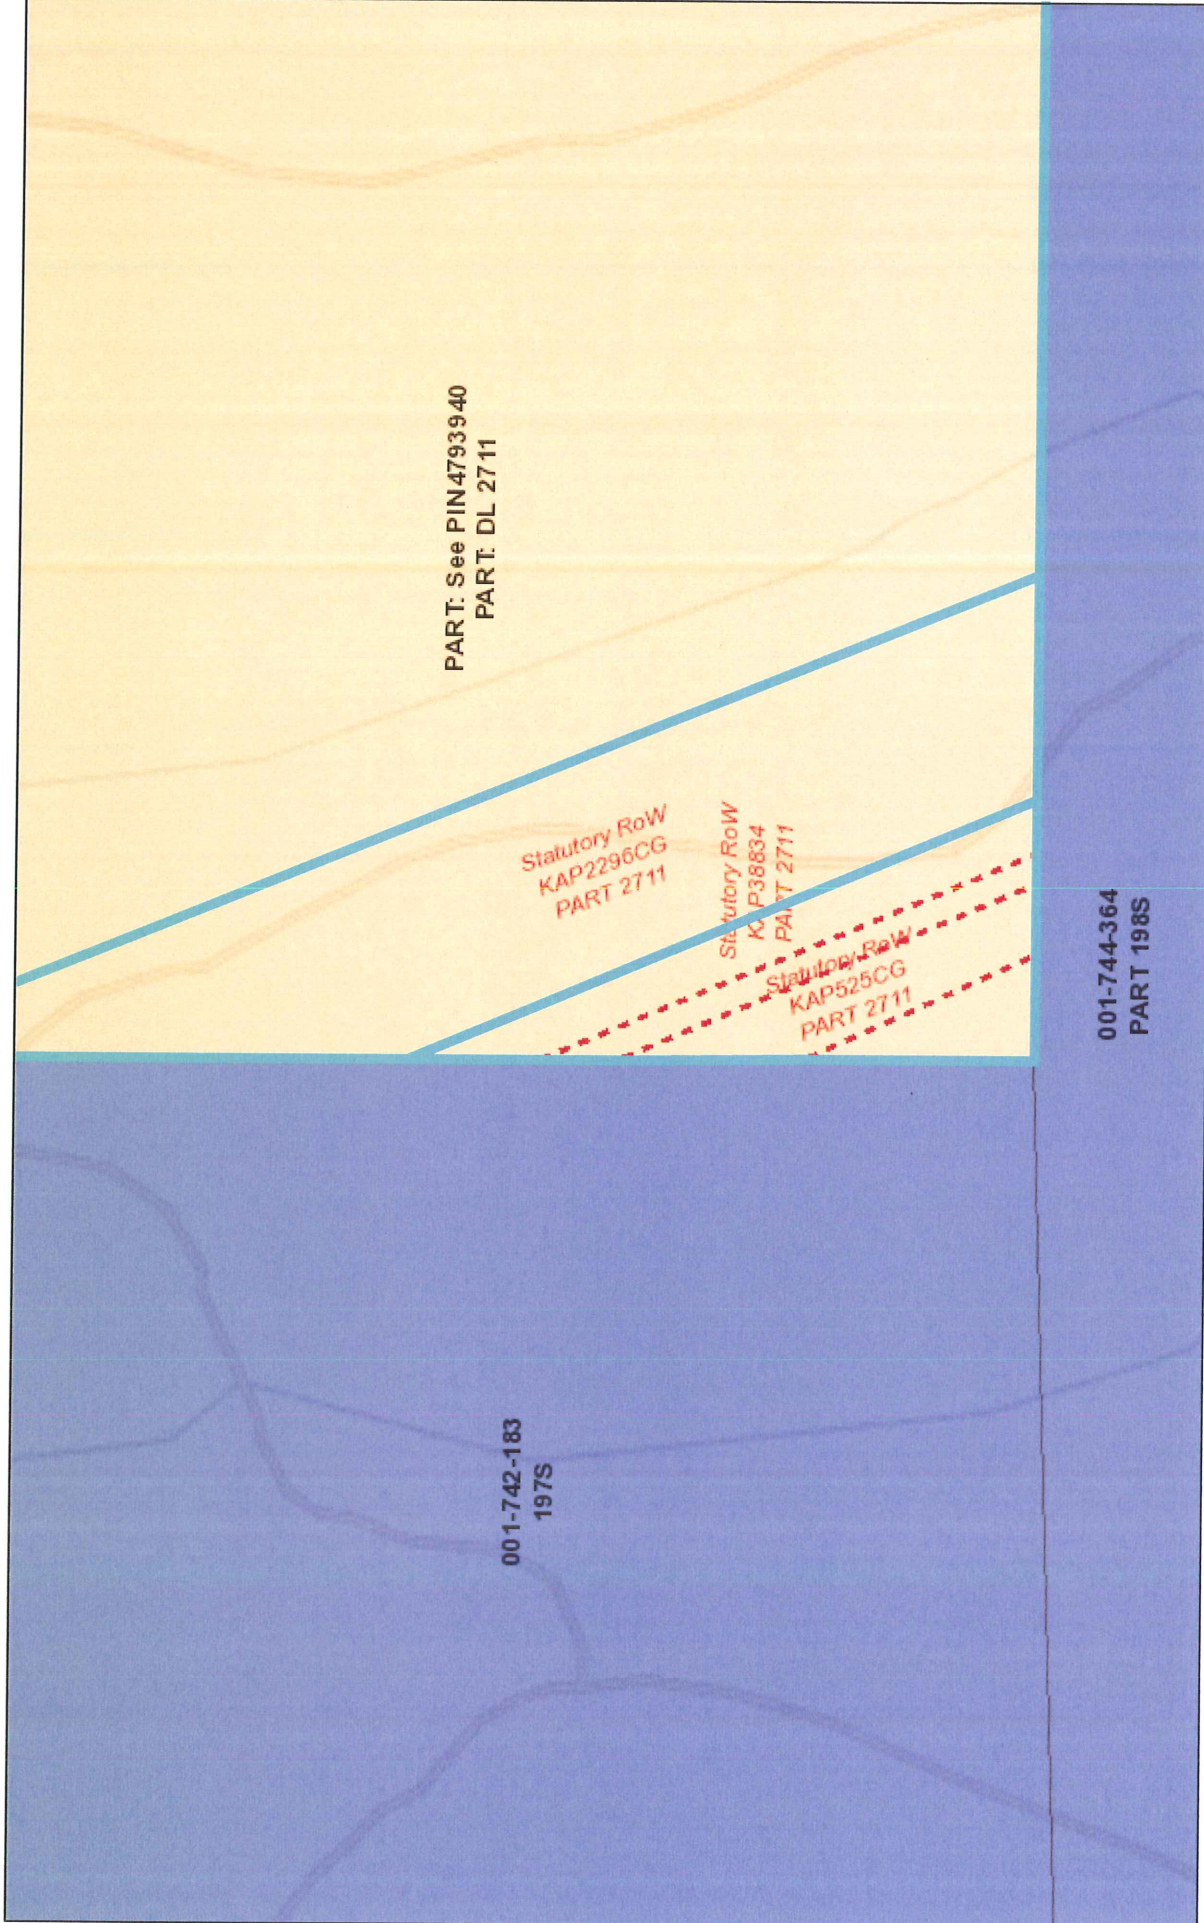 PART: See PIN4793940
PART: DL 2711
Statutory RoW
KAP2296CG
PART 2711
Statutory RoW
KAP38834
PART 2711
Statutory RoW
KAP525CG
PART 2711
001-744-364
PART 198S
001-742-183
197S